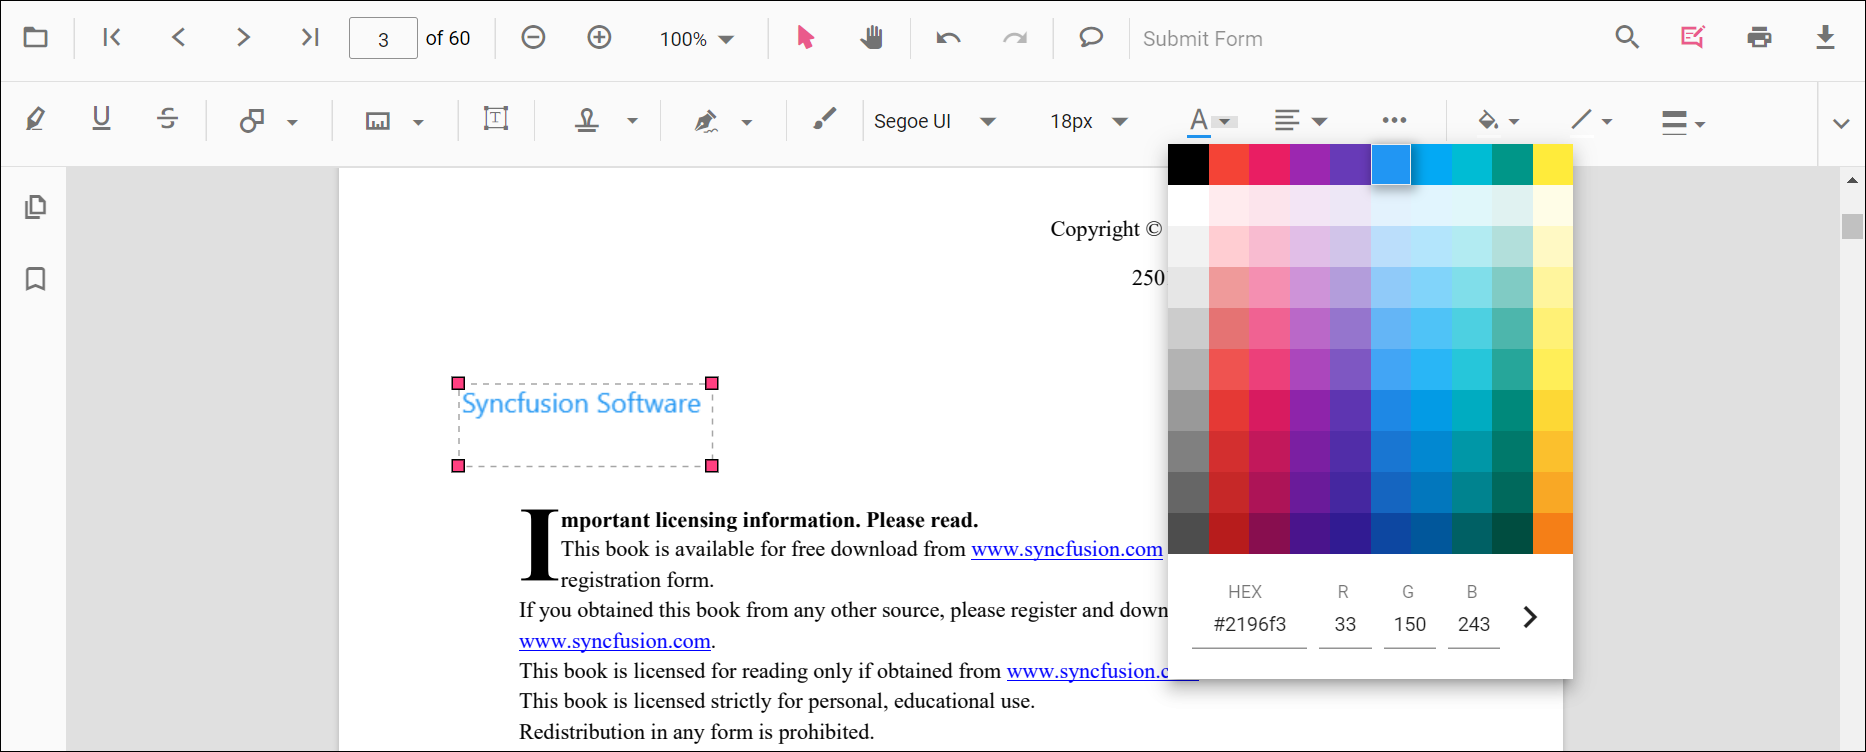 3 of 60 100% Submit Form
U S T Segoe UI 18px A
Copyright ©
250
Syncfusion Software
Important licensing information. Please read.
This book is available for free download from www.syncfusion.com
registration form.
If you obtained this book from any other source, please register and down
www.syncfusion.com.
This book is licensed for reading only if obtained from www.syncfusion.c
This book is licensed strictly for personal, educational use.
Redistribution in any form is prohibited.
HEX R G B
#2196f3 33 150 243